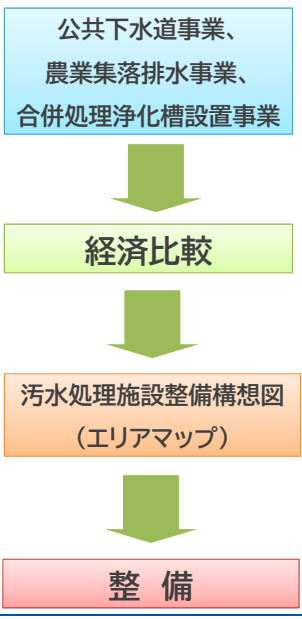 公共下水道事業、
農業集落排水事業、
合併処理浄化槽設置事業
経済比較
汚水処理施設整備構想図
（エリアマップ）
整 備